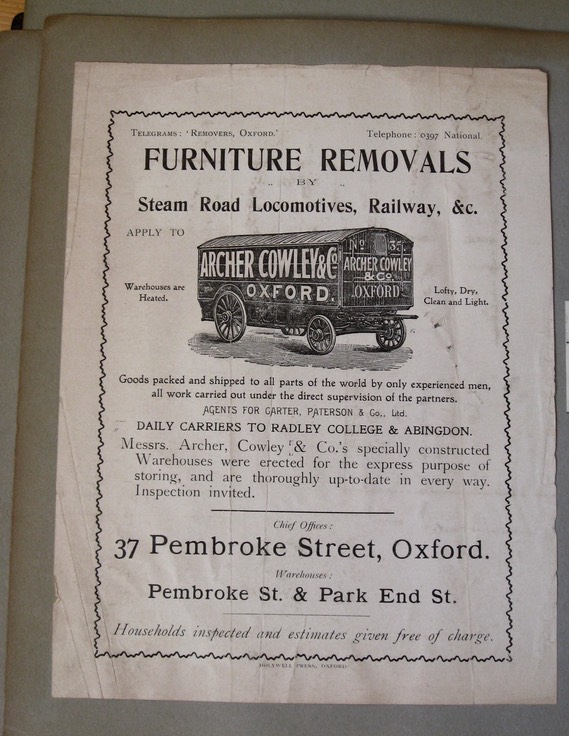 TELEGRAMS: 'REMOVERS, OXFORD.' Telephone: 0397 National.
FURNITURE REMOVALS
BY
Steam Road Locomotives, Railway, &c.
APPLY TO
Nº 35.
ARCHER COWLEY & Cº
ARCHER COWLEY
& Cº
OXFORD.
OXFORD
Warehouses are
Heated.
Lofty, Dry,
Clean and Light.
Goods packed and shipped to all parts of the world by only experienced men,
all work carried out under the direct supervision of the partners.
AGENTS FOR CARTER, PATERSON & Co., Ltd.
DAILY CARRIERS TO RADLEY COLLEGE & ABINGDON.
Messrs. Archer, Cowley & Co.'s specially constructed
Warehouses were erected for the express purpose of
storing, and are thoroughly up-to-date in every way.
Inspection invited.
Chief Offices:
37 Pembroke Street, Oxford.
Warehouses:
Pembroke St. & Park End St.
Households inspected and estimates given free of charge.
HOLYWELL PRESS, OXFORD